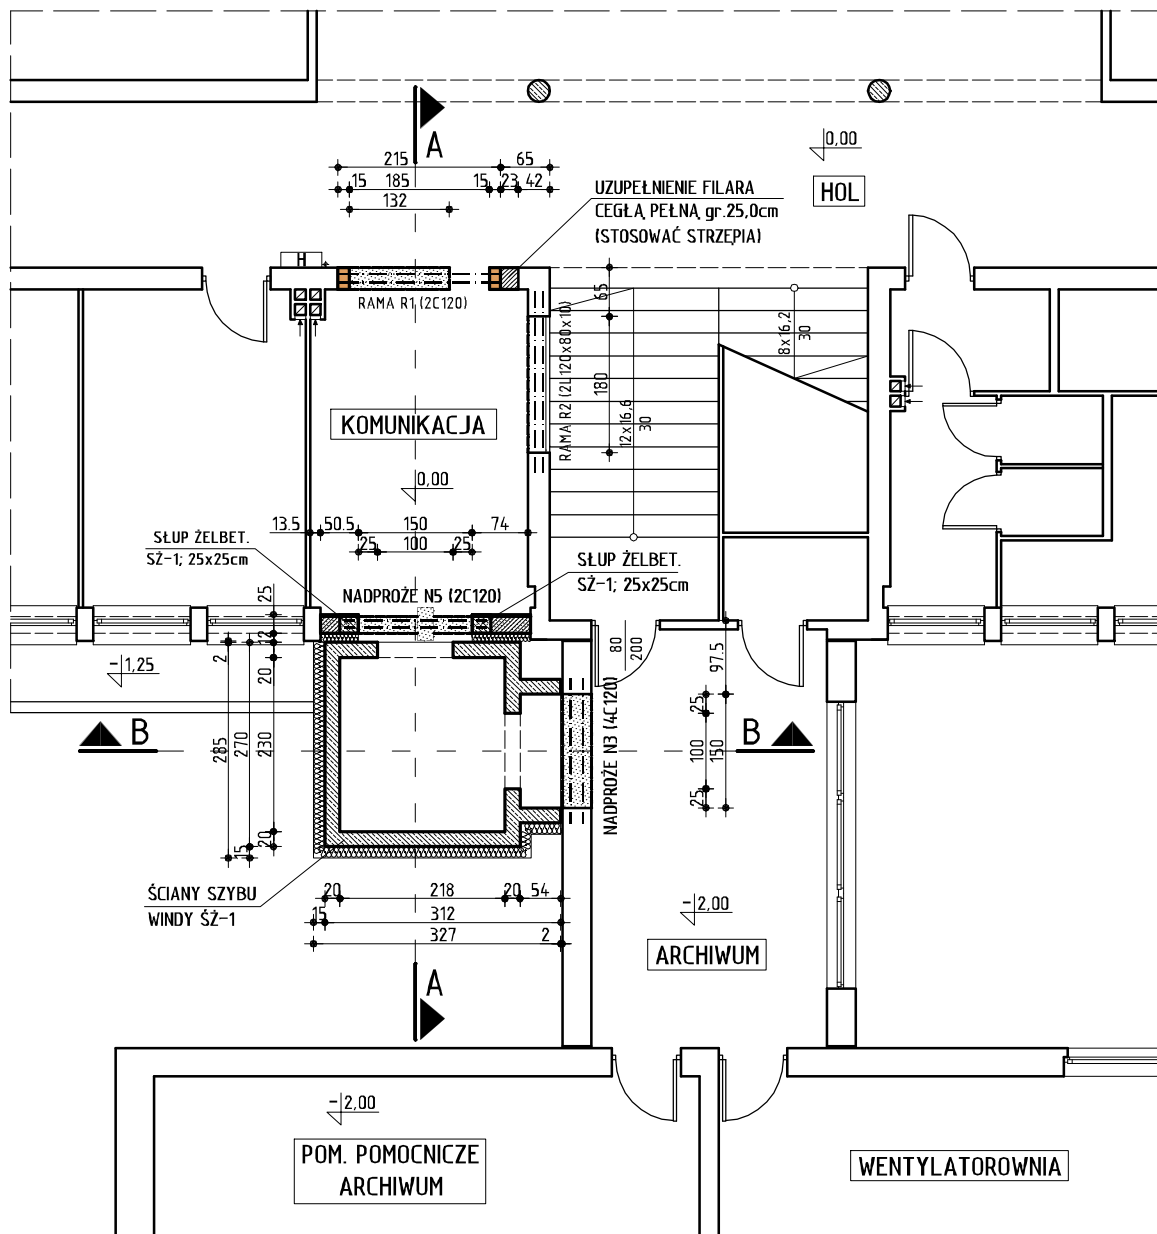 A
0,00
HOL
215 65
15 185 15 23 42
132
UZUPEŁNIENIE FILARA
CEGŁĄ PEŁNĄ gr.25,0cm
(STOSOWAĆ STRZĘPIA)
H
RAMA R1 (2C120)
65
8x16,2
30
RAMA R2 (2L120x80x10)
180
12x16,6
30
KOMUNIKACJA
0,00
13.5 50.5 150 74
25 100 25
SŁUP ŻELBET.
SŻ-1; 25x25cm
SŁUP ŻELBET.
SŻ-1; 25x25cm
NADPROŻE N5 (2C120)
25
12
2
20
80
200
97.5
-1,25
B
285
270
230
20
15
NADPROŻE N3 (4C120)
25
100
150
25
B
ŚCIANY SZYBU
WINDY ŚŻ-1
20 218 20 54
15 312
327 2
-2,00
ARCHIWUM
A
-2,00
POM. POMOCNICZE
ARCHIWUM
WENTYLATOROWNIA